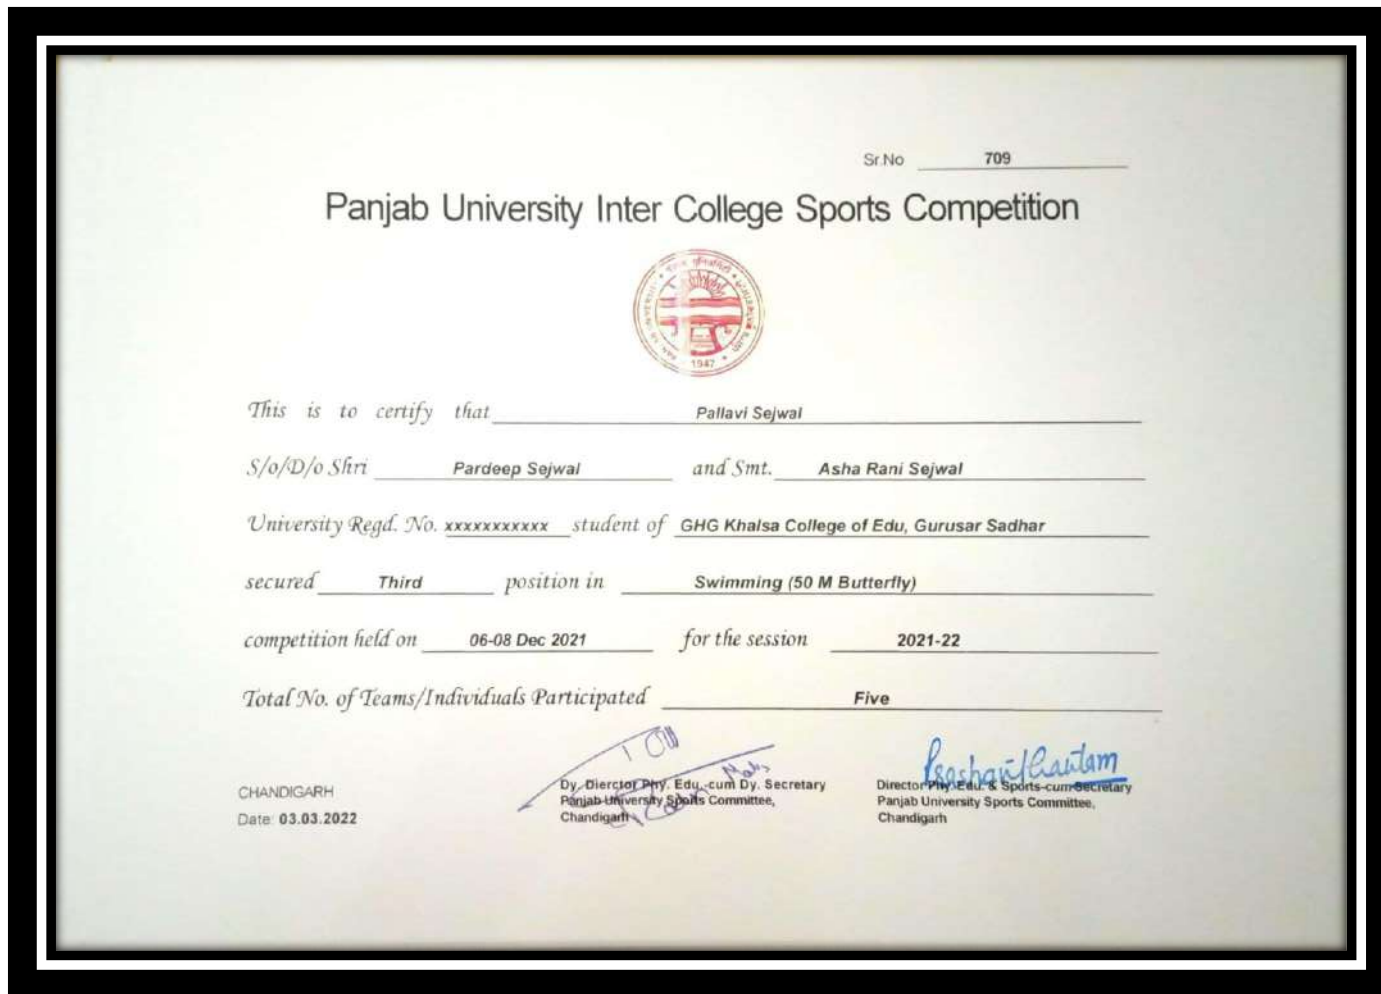 Sr.No 709
Panjab University Inter College Sports Competition
1947
This is to certify that Pallavi Sejwal
S/o/D/o Shri Pardeep Sejwal and Smt. Asha Rani Sejwal
University Regd. No. xxxxxxxxxxx student of GHG Khalsa College of Edu, Gurusar Sadhar
secured Third position in Swimming (50 M Butterfly)
competition held on 06-08 Dec 2021 for the session 2021-22
Total No. of Teams/Individuals Participated Five
Prashant Gautam
CHANDIGARH
Date: 03.03.2022
Dy. Dierctor Phy. Edu.-cum Dy. Secretary
Panjab University Sports Committee,
Chandigarh
Director Phy. Edu. & Sports-cum-Secretary
Panjab University Sports Committee,
Chandigarh